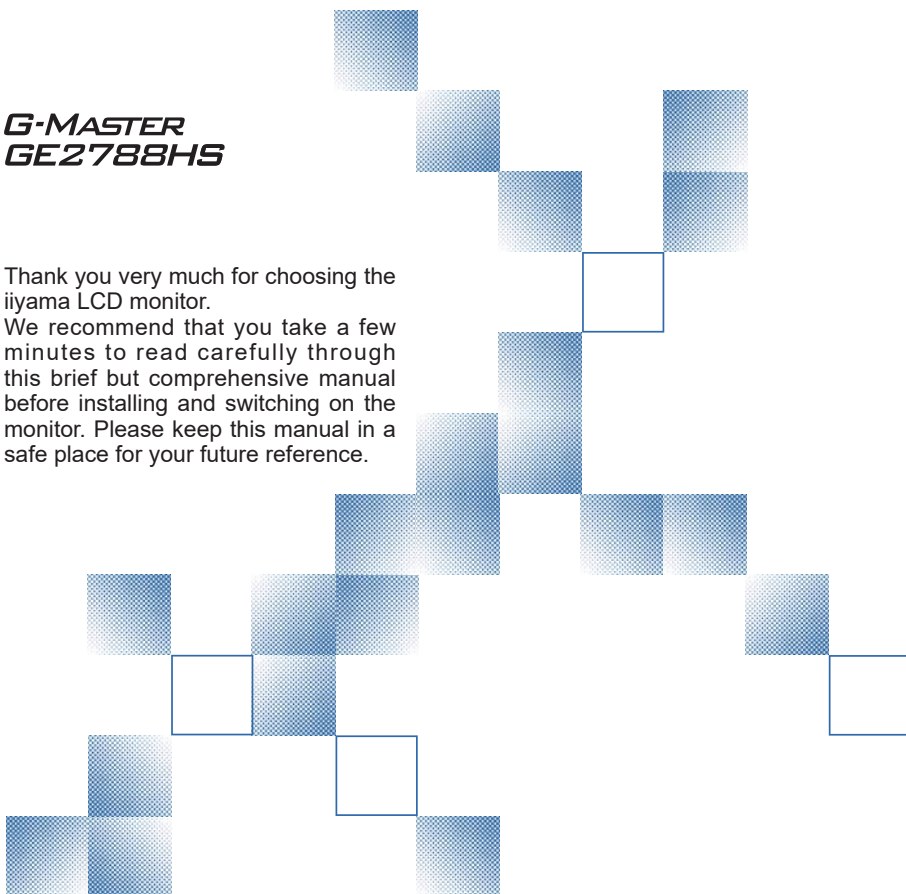 G-MASTER
GE2788HS
Thank you very much for choosing the
iiyama LCD monitor.
We recommend that you take a few
minutes to read carefully through
this brief but comprehensive manual
before installing and switching on the
monitor. Please keep this manual in a
safe place for your future reference.